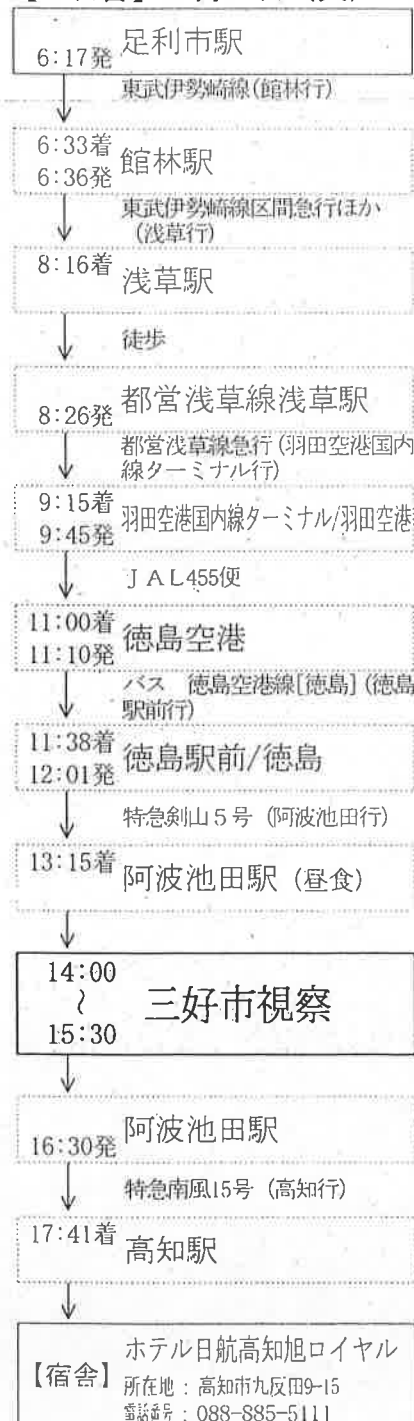 足利市駅
6:17発
東武伊勢崎線(館林行)
6:33着
館林駅
6:36発
東武伊勢崎線区間急行ほか
(浅草行)
8:16着
浅草駅
徒歩
都営浅草線浅草駅
8:26発
都営浅草線急行(羽田空港国内
線ターミナル行)
9:15着
羽田空港国内線ターミナル/羽田空港
9:45発
JAL455便
11:00着
徳島空港
11:10発
バス 徳島空港線[徳島](徳島
駅前行)
11:38着
徳島駅前/徳島
12:01発
特急剣山5号(阿波池田行)
13:15着
阿波池田駅(昼食)
14:00
~
15:30
三好市視察
阿波池田駅
16:30発
特急南風15号(高知行)
17:41着
高知駅
【宿舎】
ホテル日航高知旭ロイヤル
所在地:高知市九反田9-15
電話番号:088-885-5111